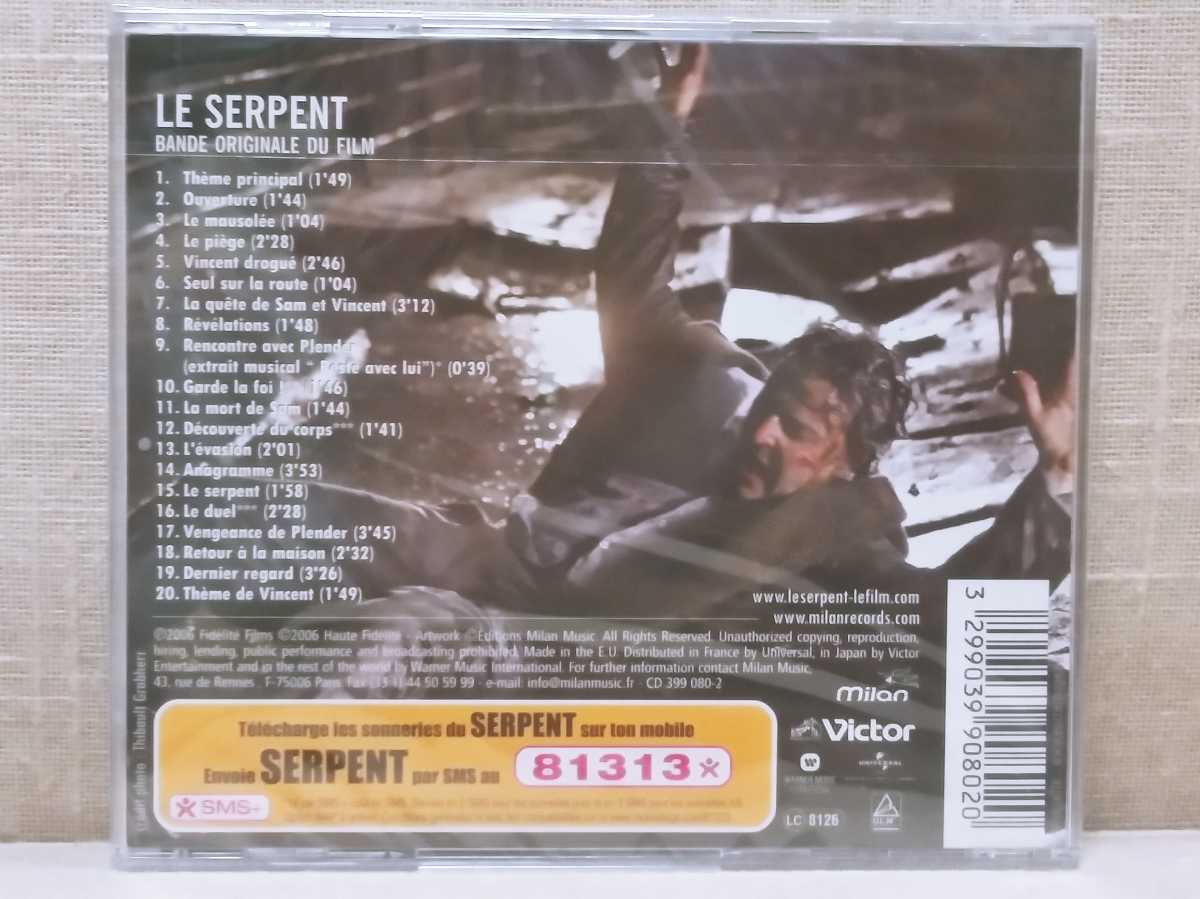 LE SERPENT
BANDE ORIGINALE DU FILM
1. Thème principal (1'49)
2. Ouverture (1'44)
3. Le mausolée (1'04)
4. Le piège (2'28)
5. Vincent drogué (2'46)
6. Seul sur la route (1'04)
7. La quête de Sam et Vincent (3'12)
8. Révélations (1'48)
9. Rencontre avec Plender
(extrait musical " Reste avec lui")* (0'39)
10. Garde la foi (1'46)
11. La mort de Sam (1'44)
12. Découverte du corps*** (1'41)
13. L'évasion (2'01)
14. Anagramme (3'53)
15. Le serpent (1'58)
16. Le duel*** (2'28)
17. Vengeance de Plender (3'45)
18. Retour à la maison (2'32)
19. Dernier regard (3'26)
20. Thème de Vincent (1'49)
www.leserpent-lefilm.com
www.milanrecords.com
℗2006 Fidélité Films ©2006 Haute Fidélité - Artwork ©Editions Milan Music. All Rights Reserved. Unauthorized copying, reproduction,
hiring, lending, public performance and broadcasting prohibited. Made in the E.U. Distributed in France by Universal, in Japan by Victor
Entertainment and in the rest of the world by Warner Music International. For further information contact Milan Music,
43, rue de Rennes F-75006 Paris Fax (33 1) 44 50 59 99 · e-mail: info@milanmusic.fr · CD 399 080-2
Crédit photo : Thibault Grabherr
milan
Victor
WARNER MUSIC
UNIVERSAL
LC 8126
ULM
3 299039 908020
Télécharge les sonneries du SERPENT sur ton mobile
Envoie SERPENT par SMS au 81313
SMS+